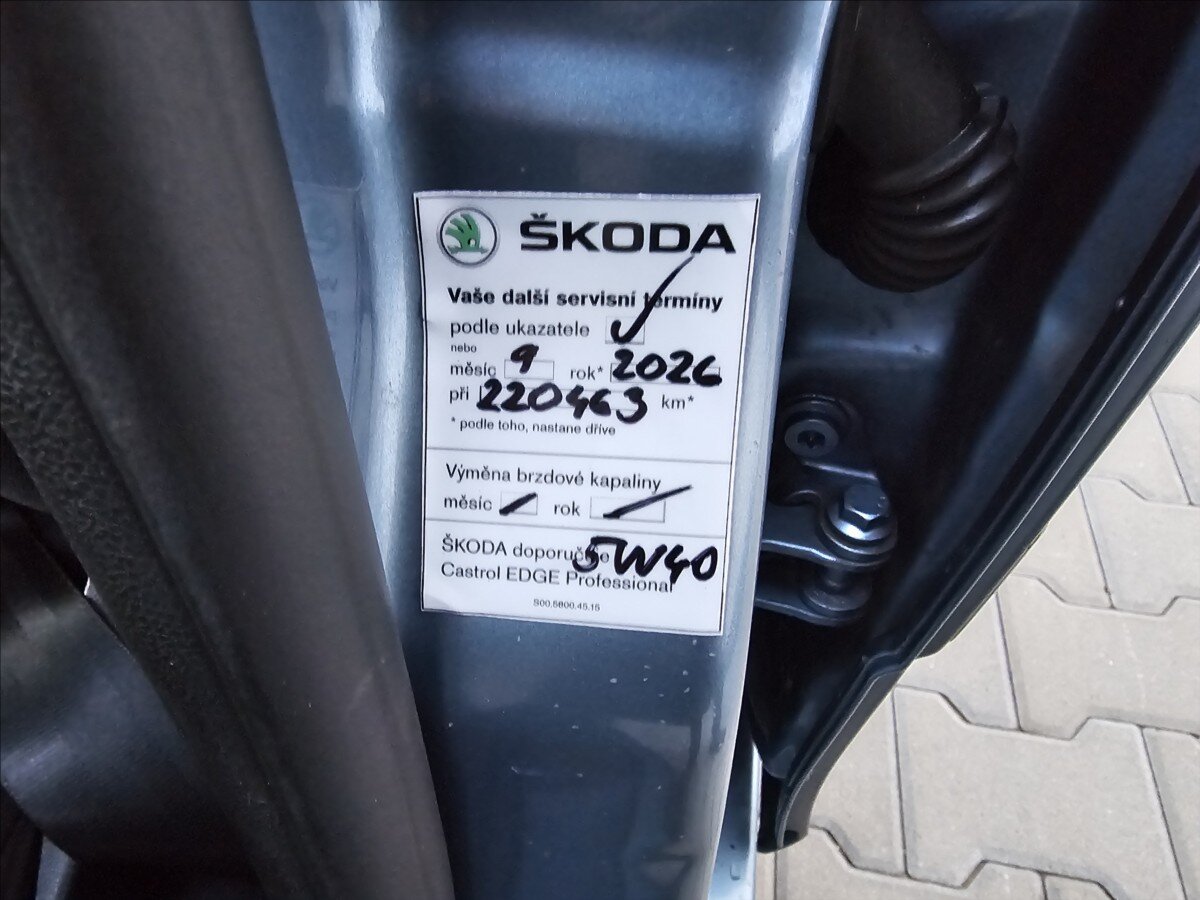 ŠKODA
Vaše další servisní termíny
podle ukazatele ✓
nebo
měsíc 9 rok* 2026
při 220463 km*
* podle toho, nastane dříve
Výměna brzdové kapaliny
měsíc / rok /
ŠKODA doporučuje 5W40
Castrol EDGE Professional
S00.5800.45.15